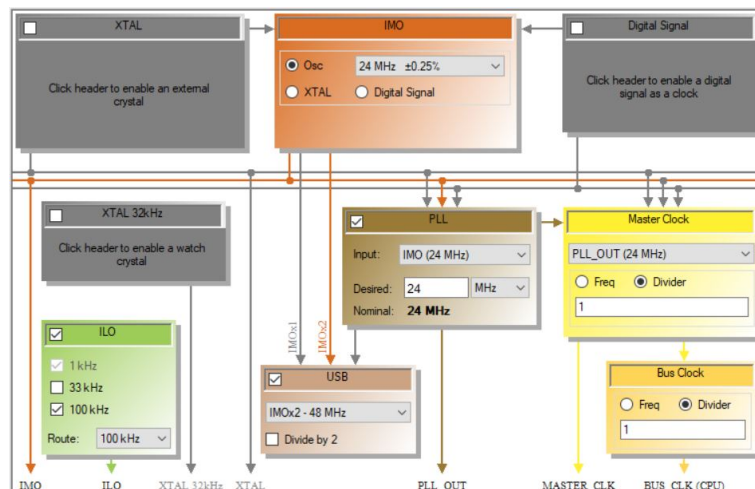 XTAL
Click header to enable an external
crystal
IMO
Osc
24 MHz ±0.25%
XTAL
Digital Signal
Digital Signal
Click header to enable a digital
signal as a clock
XTAL 32kHz
Click header to enable a watch
crystal
PLL
Input:
IMO (24 MHz)
Desired:
24
MHz
Nominal:
24 MHz
Master Clock
PLL_OUT (24 MHz)
Freq
Divider
1
ILO
1 kHz
33 kHz
100 kHz
Route:
100 kHz
IMOx1
IMOx2
USB
IMOx2 - 48 MHz
Divide by 2
Bus Clock
Freq
Divider
1
IMO
ILO
XTAL 32kHz
XTAL
PLL_OUT
MASTER_CLK
BUS_CLK (CPU)